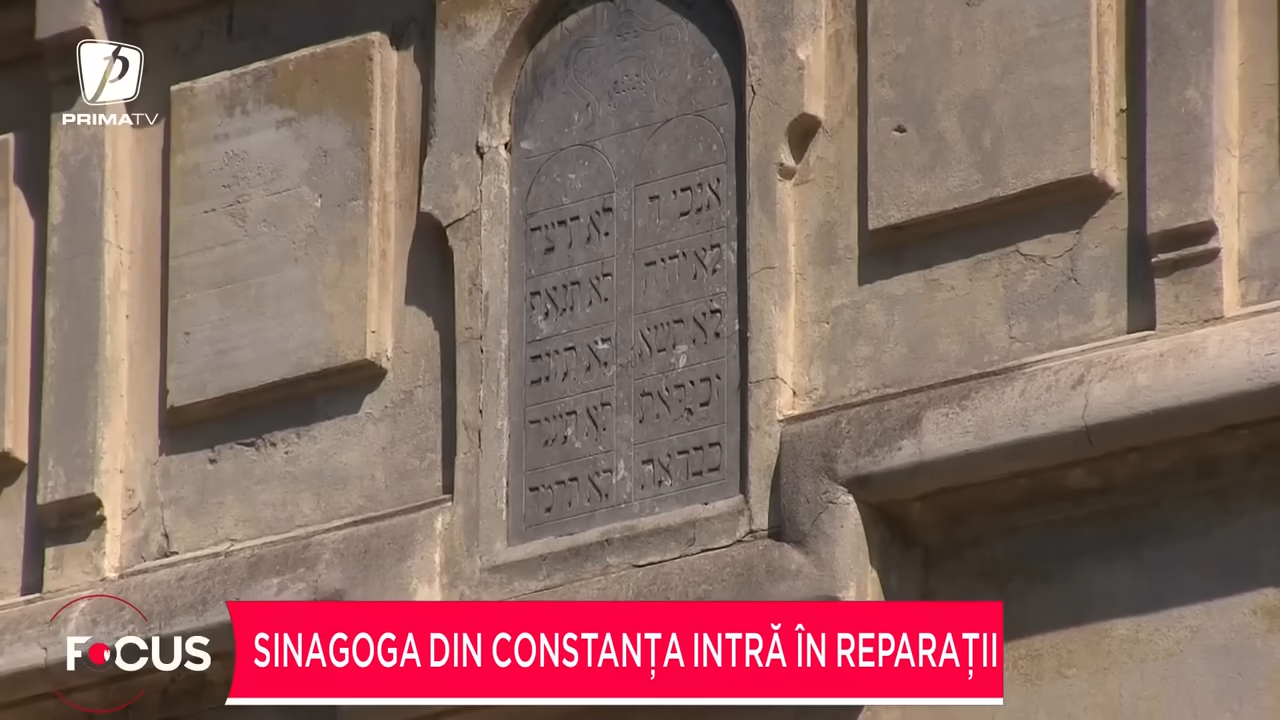 PRIMATV
אנכי ה
לא יהיה
לא תשא
זכור את
כבד את
לא תרצח
לא תנאף
לא תגנב
לא תענה
לא תחמד
FOCUS
SINAGOGA DIN CONSTANȚA INTRĂ ÎN REPARAȚII